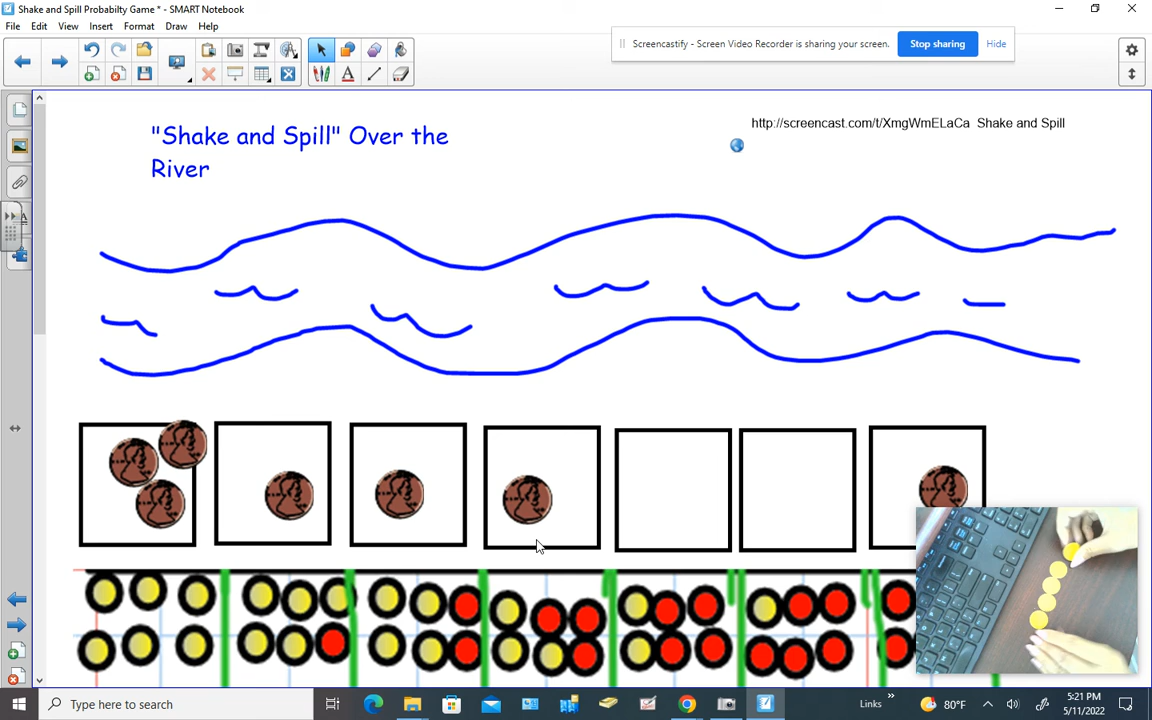 Shake and Spill Probabilty Game * - SMART Notebook
File Edit View Insert Format Draw Help
Screencastify - Screen Video Recorder is sharing your screen. Stop sharing Hide
"Shake and Spill" Over the
River
http://screencast.com/t/XmgWmELaCa Shake and Spill
Type here to search
Links
80°F
5:21 PM
5/11/2022